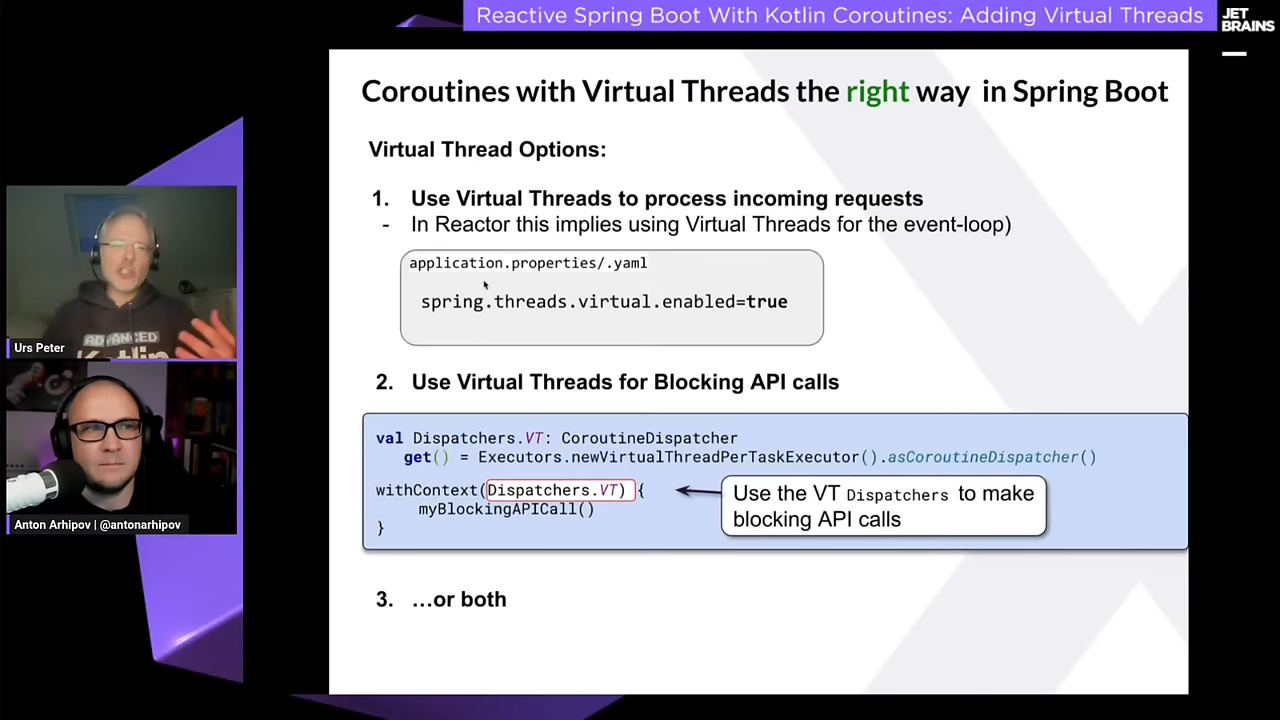 Reactive Spring Boot With Kotlin Coroutines: Adding Virtual Threads
JET
BRAINS
Coroutines with Virtual Threads the right way in Spring Boot
Virtual Thread Options:
1. Use Virtual Threads to process incoming requests
- In Reactor this implies using Virtual Threads for the event-loop)
application.properties/.yaml
spring.threads.virtual.enabled=true
2. Use Virtual Threads for Blocking API calls
val Dispatchers.VT: CoroutineDispatcher
get() = Executors.newVirtualThreadPerTaskExecutor().asCoroutineDispatcher()
withContext(Dispatchers.VT) {
myBlockingAPICall()
}
Use the VT Dispatchers to make
blocking API calls
3. ...or both
ADVANCED
Kotlin
Urs Peter
Anton Arhipov | @antonarhipov